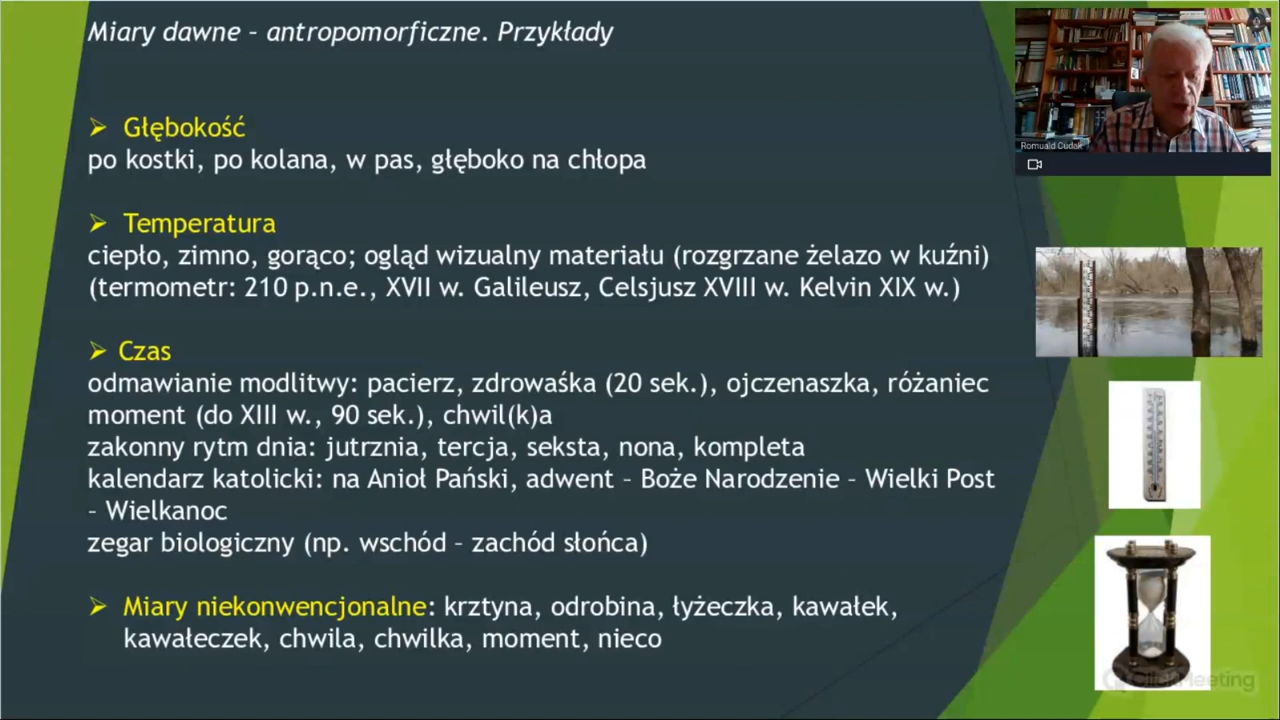 Miary dawne – antropomorficzne. Przykłady
Głębokość
po kostki, po kolana, w pas, głęboko na chłopa
Temperatura
ciepło, zimno, gorąco; ogląd wizualny materiału (rozgrzane żelazo w kuźni)
(termometr: 210 p.n.e., XVII w. Galileusz, Celsjusz XVIII w. Kelvin XIX w.)
Czas
odmawianie modlitwy: pacierz, zdrowaśka (20 sek.), ojczenaszka, różaniec
moment (do XIII w., 90 sek.), chwil(k)a
zakonny rytm dnia: jutrznia, tercja, seksta, nona, kompleta
kalendarz katolicki: na Anioł Pański, adwent – Boże Narodzenie – Wielki Post
– Wielkanoc
zegar biologiczny (np. wschód – zachód słońca)
Miary niekonwencjonalne: krztyna, odrobina, łyżeczka, kawałek,
kawałeczek, chwila, chwilka, moment, nieco
Romuald Cudak
ClickMeeting